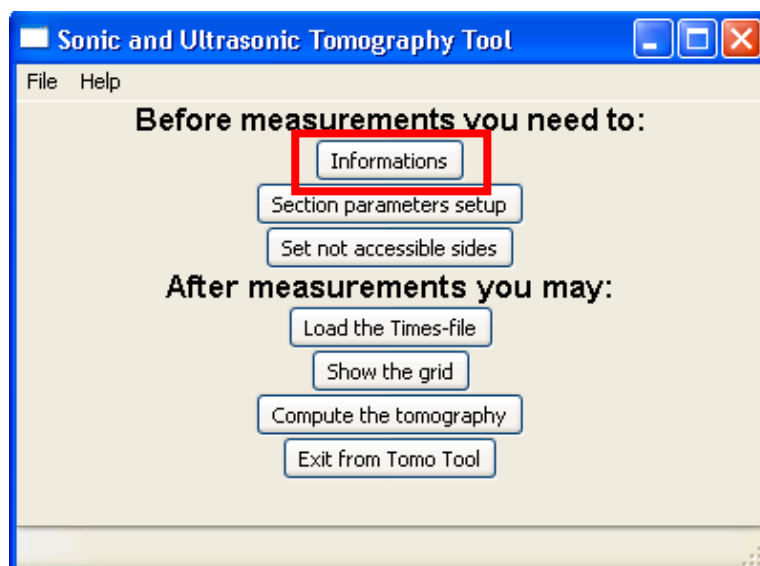 Sonic and Ultrasonic Tomography Tool
File Help
Before measurements you need to:
Informations
Section parameters setup
Set not accessible sides
After measurements you may:
Load the Times-file
Show the grid
Compute the tomography
Exit from Tomo Tool